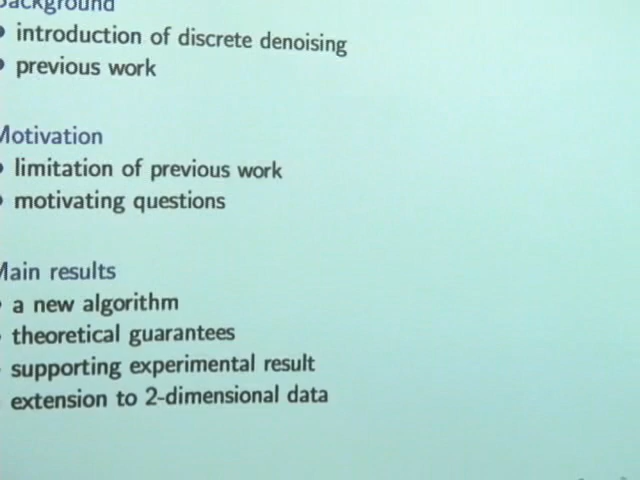 Background
• introduction of discrete denoising
• previous work
Motivation
• limitation of previous work
• motivating questions
Main results
• a new algorithm
• theoretical guarantees
• supporting experimental result
• extension to 2-dimensional data